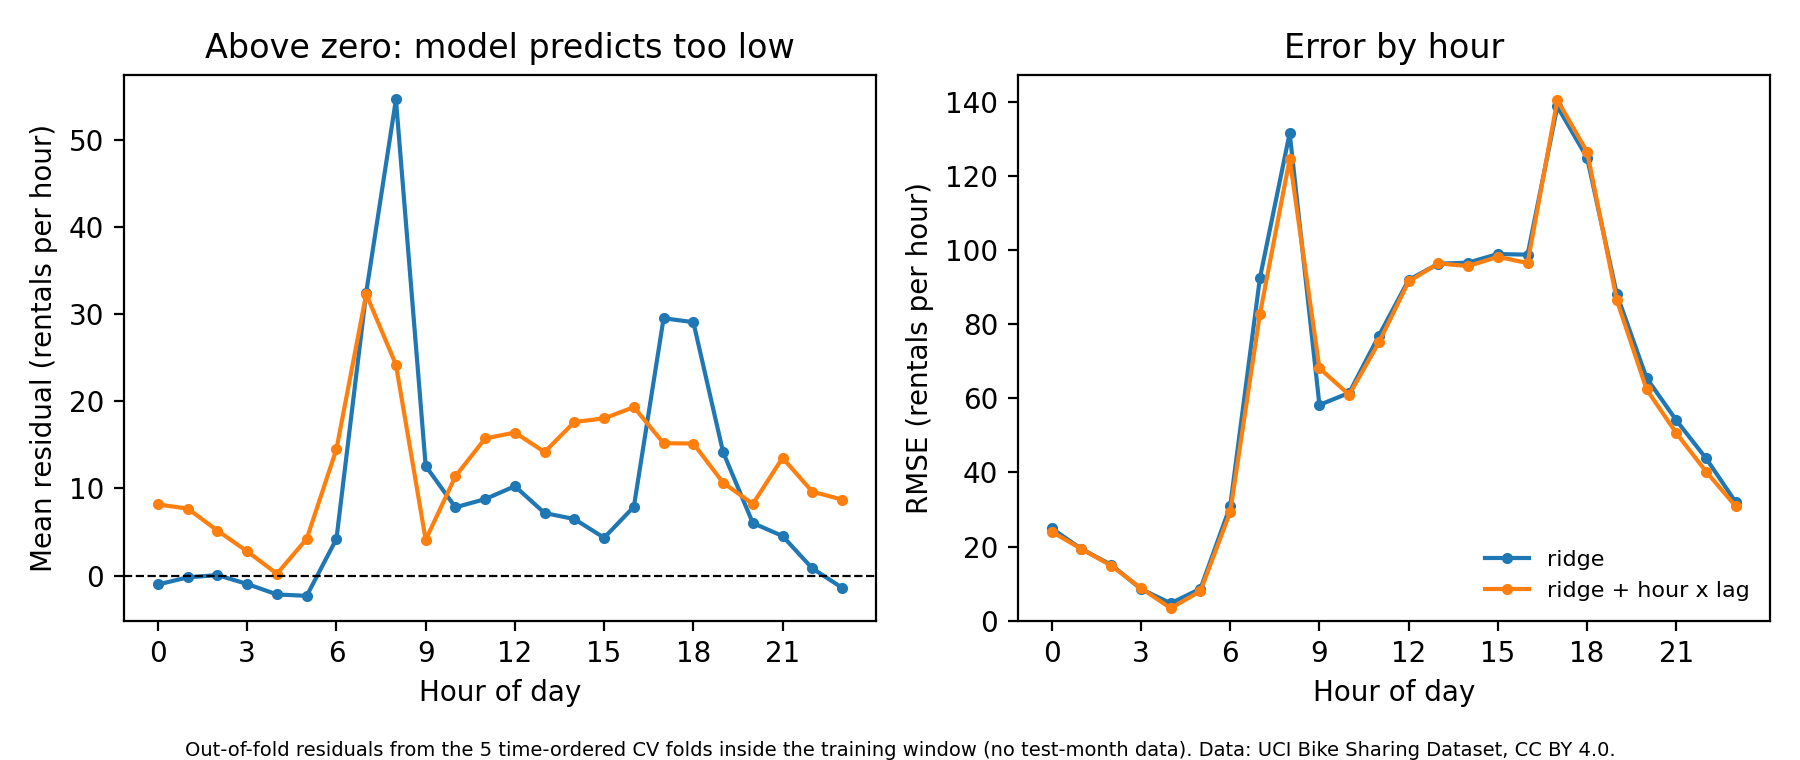 Above zero: model predicts too low
Mean residual (rentals per hour)
50
40
30
20
10
0
0 3 6 9 12 15 18 21
Hour of day
Error by hour
RMSE (rentals per hour)
140
120
100
80
60
40
20
0
ridge
ridge + hour x lag
0 3 6 9 12 15 18 21
Hour of day
Out-of-fold residuals from the 5 time-ordered CV folds inside the training window (no test-month data). Data: UCI Bike Sharing Dataset, CC BY 4.0.